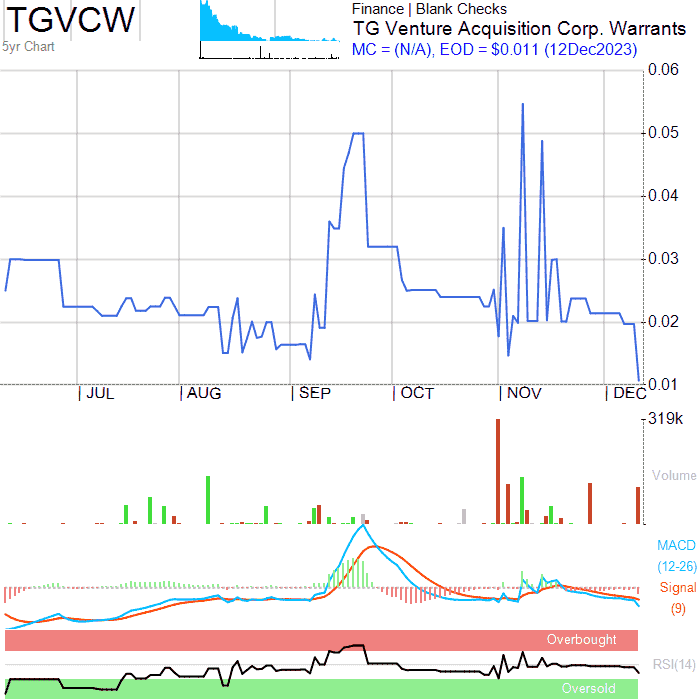 TGVCW
5yr Chart
Finance | Blank Checks
TG Venture Acquisition Corp. Warrants
MC = (N/A), EOD = $0.011 (12Dec2023)
0.06
0.05
0.04
0.03
0.02
0.01
| JUL | AUG | SEP | OCT | NOV | DEC
319k
Volume
MACD
(12-26)
Signal
(9)
Overbought
RSI(14)
Oversold